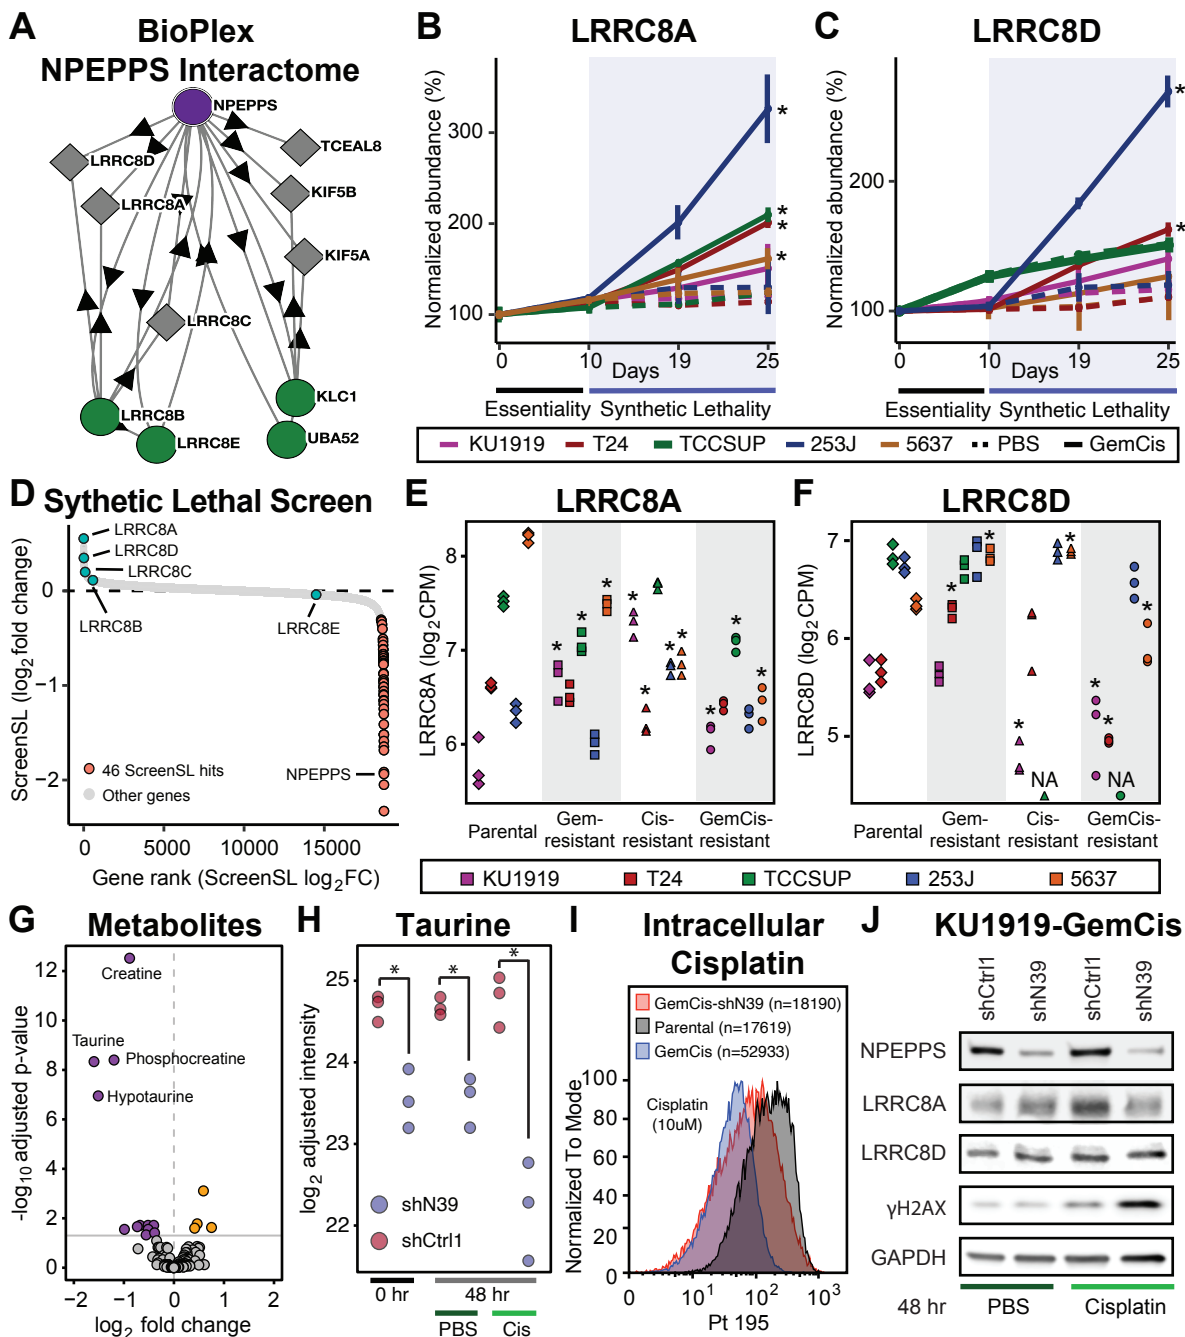 A
BioPlex
NPEPPS Interactome
NPEPPS
LRRC8D
TCEAL8
LRRC8A
KIF5B
KIF5A
LRRC8C
LRRC8B
KLC1
LRRC8E
UBA52
B
LRRC8A
Normalized abundance (%)
300
200
100
0
10
19
25
Days
Essentiality
Synthetic Lethality
*
*
*
*
C
LRRC8D
Normalized abundance (%)
200
100
0
10
19
25
Days
Essentiality
Synthetic Lethality
*
*
KU1919
T24
TCCSUP
253J
5637
PBS
GemCis
D
Sythetic Lethal Screen
ScreenSL (log2 fold change)
0
−1
−2
LRRC8A
LRRC8D
LRRC8C
LRRC8B
LRRC8E
NPEPPS
46 ScreenSL hits
Other genes
0
5000
10000
15000
Gene rank (ScreenSL log2FC)
E
LRRC8A
LRRC8A (log2CPM)
8
7
6
* * * * * * * * *
Parental
Gem-
resistant
Cis-
resistant
GemCis-
resistant
F
LRRC8D
LRRC8D (log2CPM)
7
6
5
* * * * * * *
NA
NA
Parental
Gem-
resistant
Cis-
resistant
GemCis-
resistant
KU1919
T24
TCCSUP
253J
5637
G
Metabolites
-log10 adjusted p-value
12
10
8
6
4
2
0
Creatine
Taurine
Phosphocreatine
Hypotaurine
−2
−1
0
1
2
log2 fold change
H
Taurine
log2 adjusted intensity
25
24
23
22
*
*
*
shN39
shCtrl1
0 hr
48 hr
PBS
Cis
I
Intracellular
Cisplatin
GemCis-shN39 (n=18190)
Parental (n=17619)
GemCis (n=52933)
Cisplatin
(10uM)
Normalized To Mode
100
80
60
40
20
0
0
10^1
10^2
10^3
Pt 195
J
KU1919-GemCis
shCtrl1
shN39
shCtrl1
shN39
NPEPPS
LRRC8A
LRRC8D
γH2AX
GAPDH
48 hr
PBS
Cisplatin